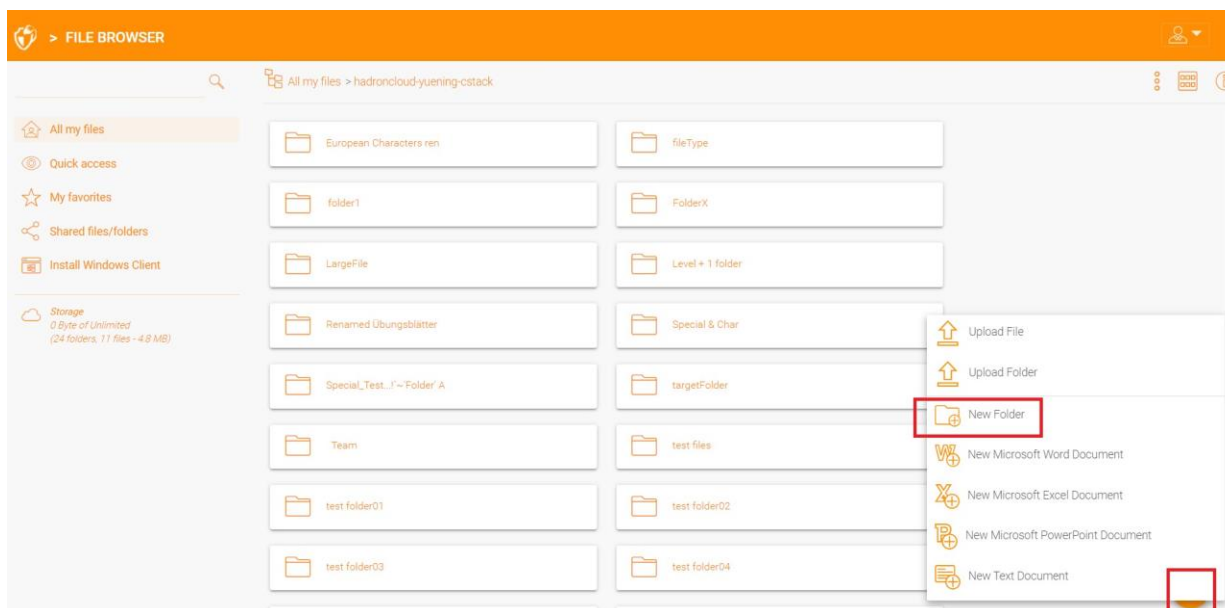 > FILE BROWSER
All my files > hadroncloud-yuening-cstack
All my files
Quick access
My favorites
Shared files/folders
Install Windows Client
Storage
0 Byte of Unlimited
(24 folders, 11 files - 4.8 MB)
European Characters ren
fileType
folder1
FolderX
LargeFile
Level + 1 folder
Renamed Übungsblätter
Special & Char
Special_Test...!`~'Folder' A
targetFolder
Team
test files
test folder01
test folder02
test folder03
test folder04
Upload File
Upload Folder
New Folder
New Microsoft Word Document
New Microsoft Excel Document
New Microsoft PowerPoint Document
New Text Document